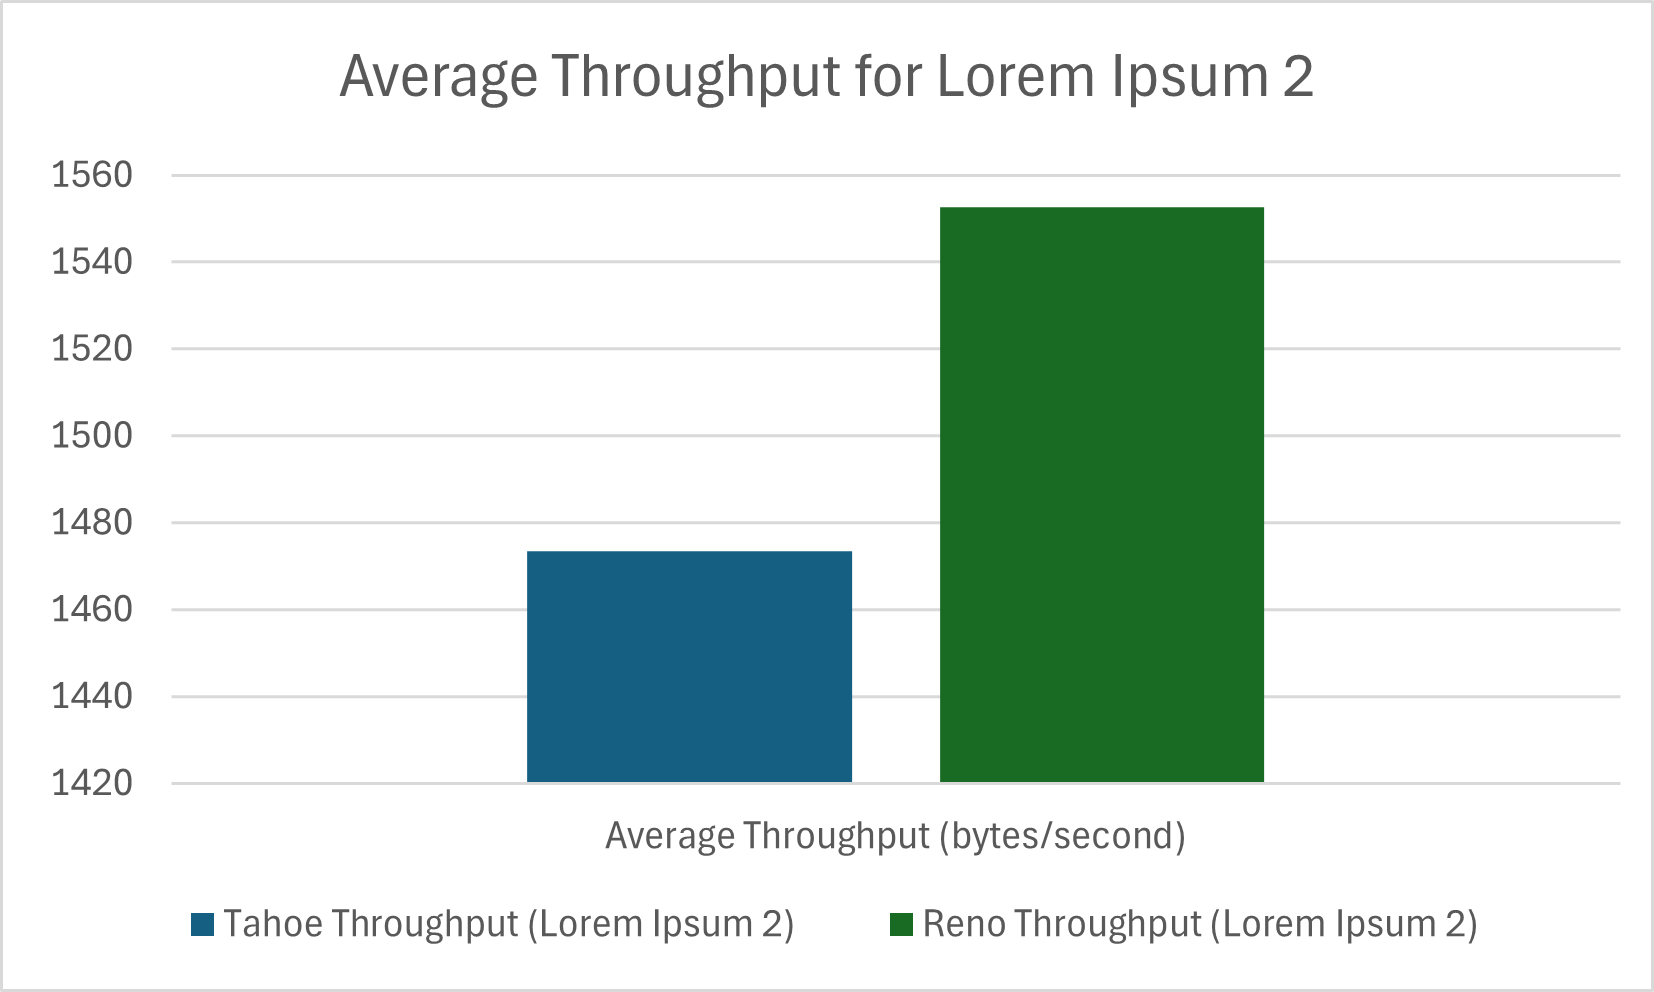 Average Throughput for Lorem Ipsum 2
1560
1540
1520
1500
1480
1460
1440
1420
Average Throughput (bytes/second)
Tahoe Throughput (Lorem Ipsum 2) Reno Throughput (Lorem Ipsum 2)